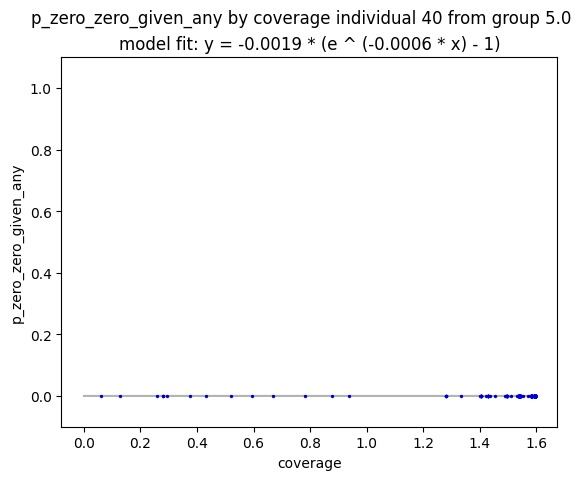 p_zero_zero_given_any by coverage individual 40 from group 5.0
model fit: y = -0.0019 * (e ^ (-0.0006 * x) - 1)
1.0
0.8
0.6
0.4
0.2
0.0
p_zero_zero_given_any
0.0 0.2 0.4 0.6 0.8 1.0 1.2 1.4 1.6
coverage